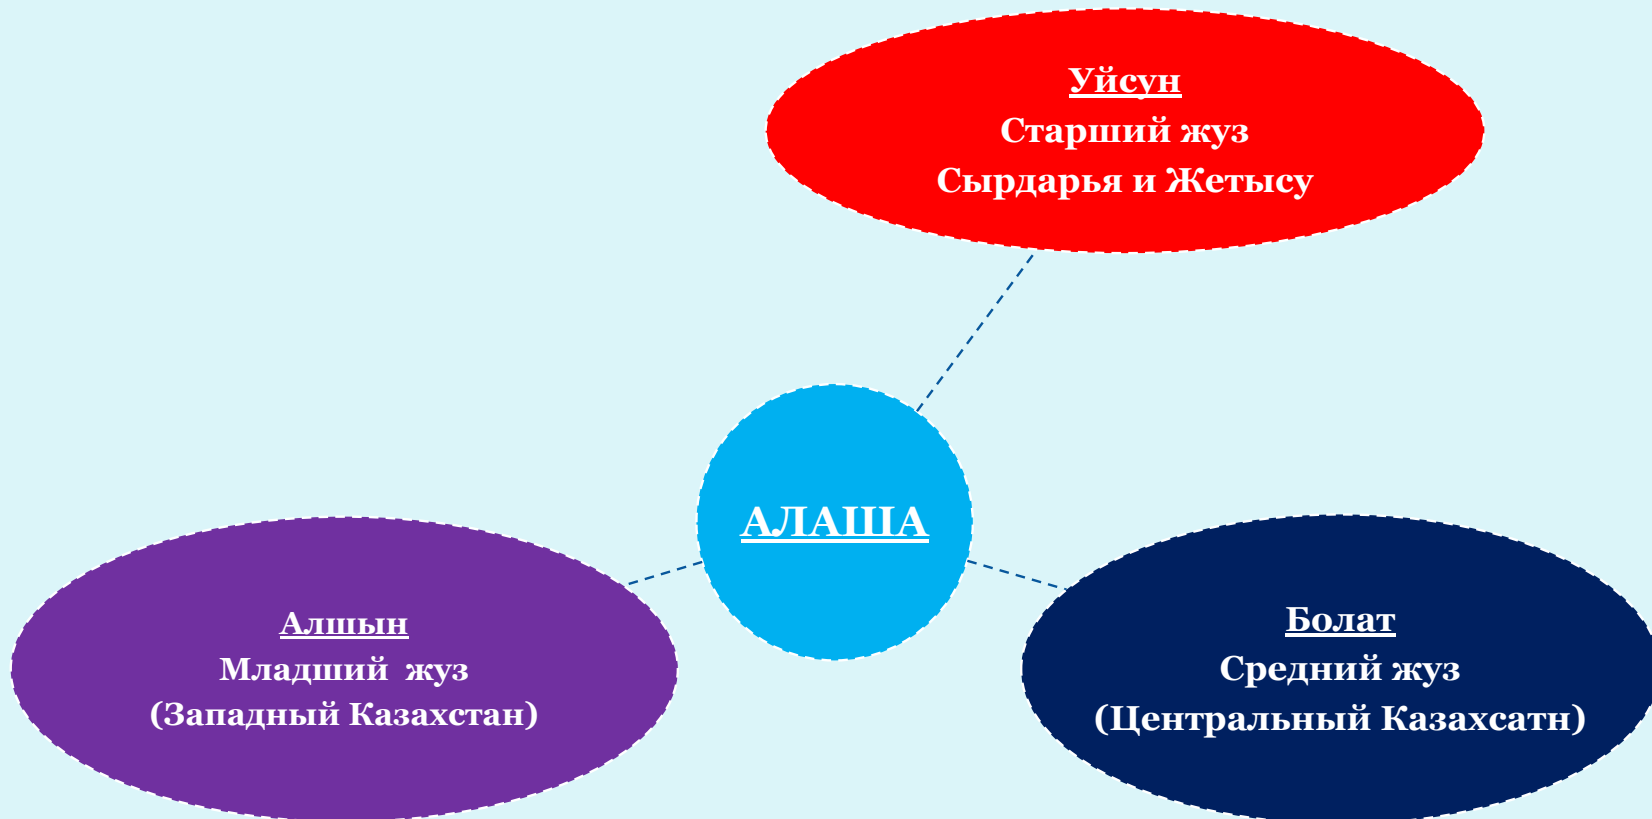 Уйсун
Старший жуз
Сырдарья и Жетысу
АЛАША
Алшын
Младший жуз
(Западный Казахстан)
Болат
Средний жуз
(Центральный Казахсатн)